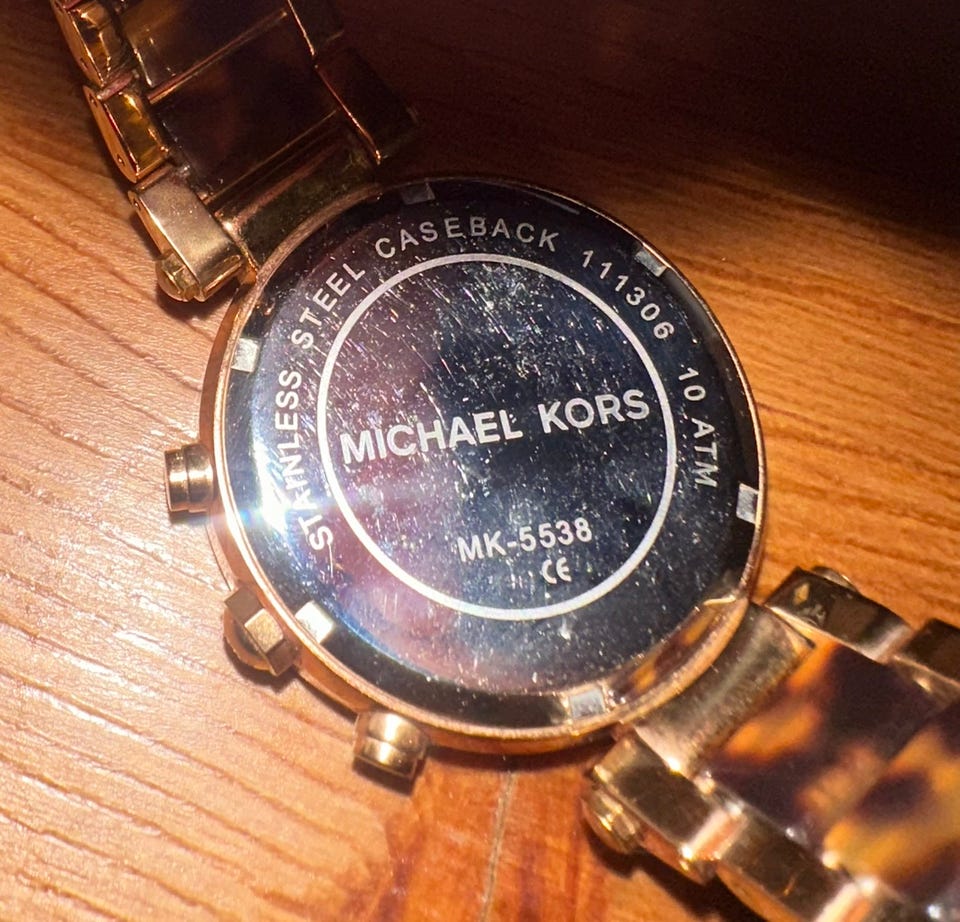 STAINLESS STEEL CASEBACK 111306 10 ATM
MICHAEL KORS
MK-5538
CE